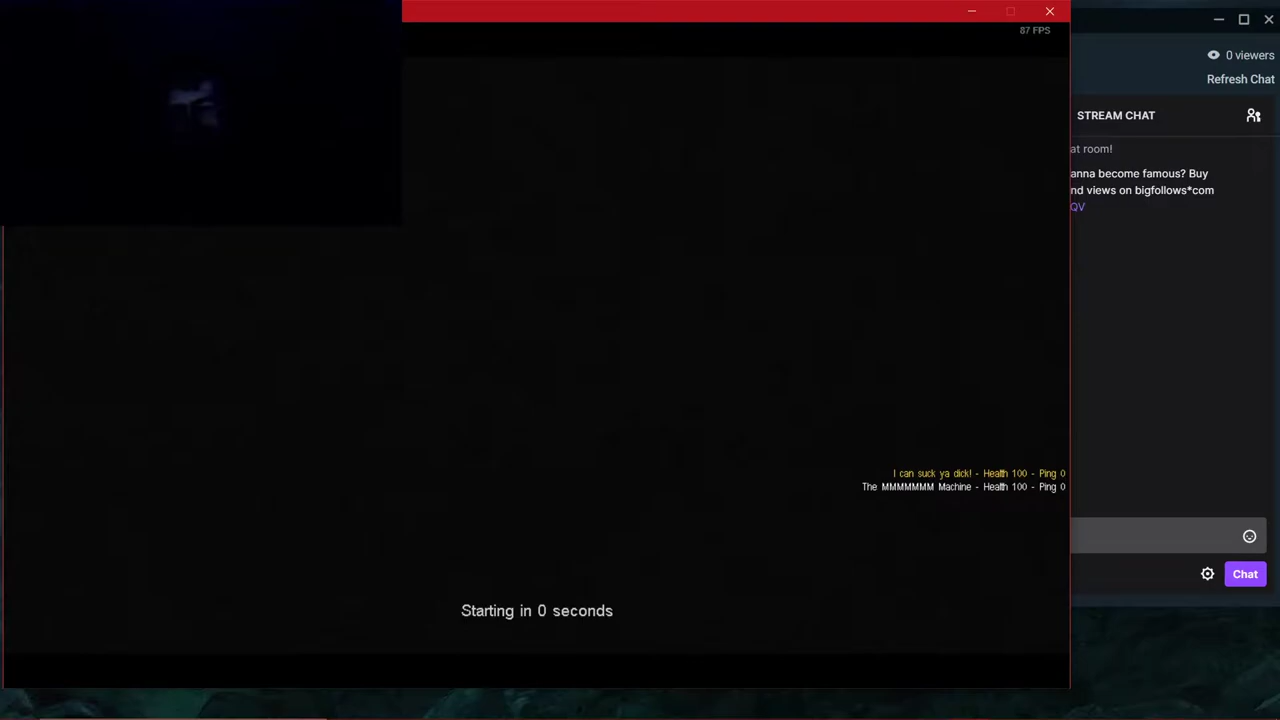 87 FPS
0 viewers
Refresh Chat
STREAM CHAT
at room!
anna become famous? Buy
nd views on bigfollows*com
QV
I can suck ya dick! - Health 100 - Ping 0
The MMMMMMM Machine - Health 100 - Ping 0
Chat
Starting in 0 seconds